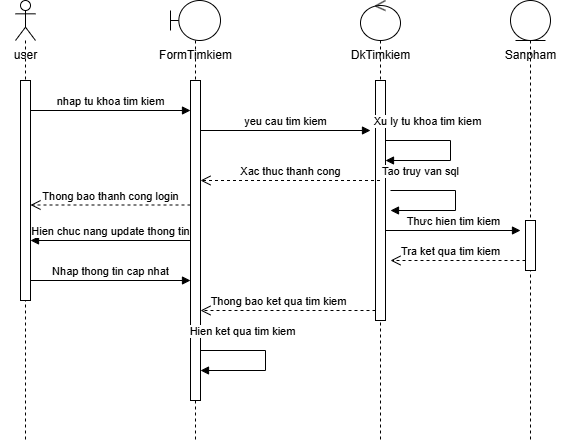 user
FormTimkiem
DkTimkiem
Sanpham
nhap tu khoa tim kiem
yeu cau tim kiem
Xu ly tu khoa tim kiem
Xac thuc thanh cong
Tao truy van sql
Thong bao thanh cong login
Thưc hien tim kiem
Hien chuc nang update thong tin
Tra ket qua tim kiem
Nhap thong tin cap nhat
Thong bao ket qua tim kiem
Hien ket qua tim kiem